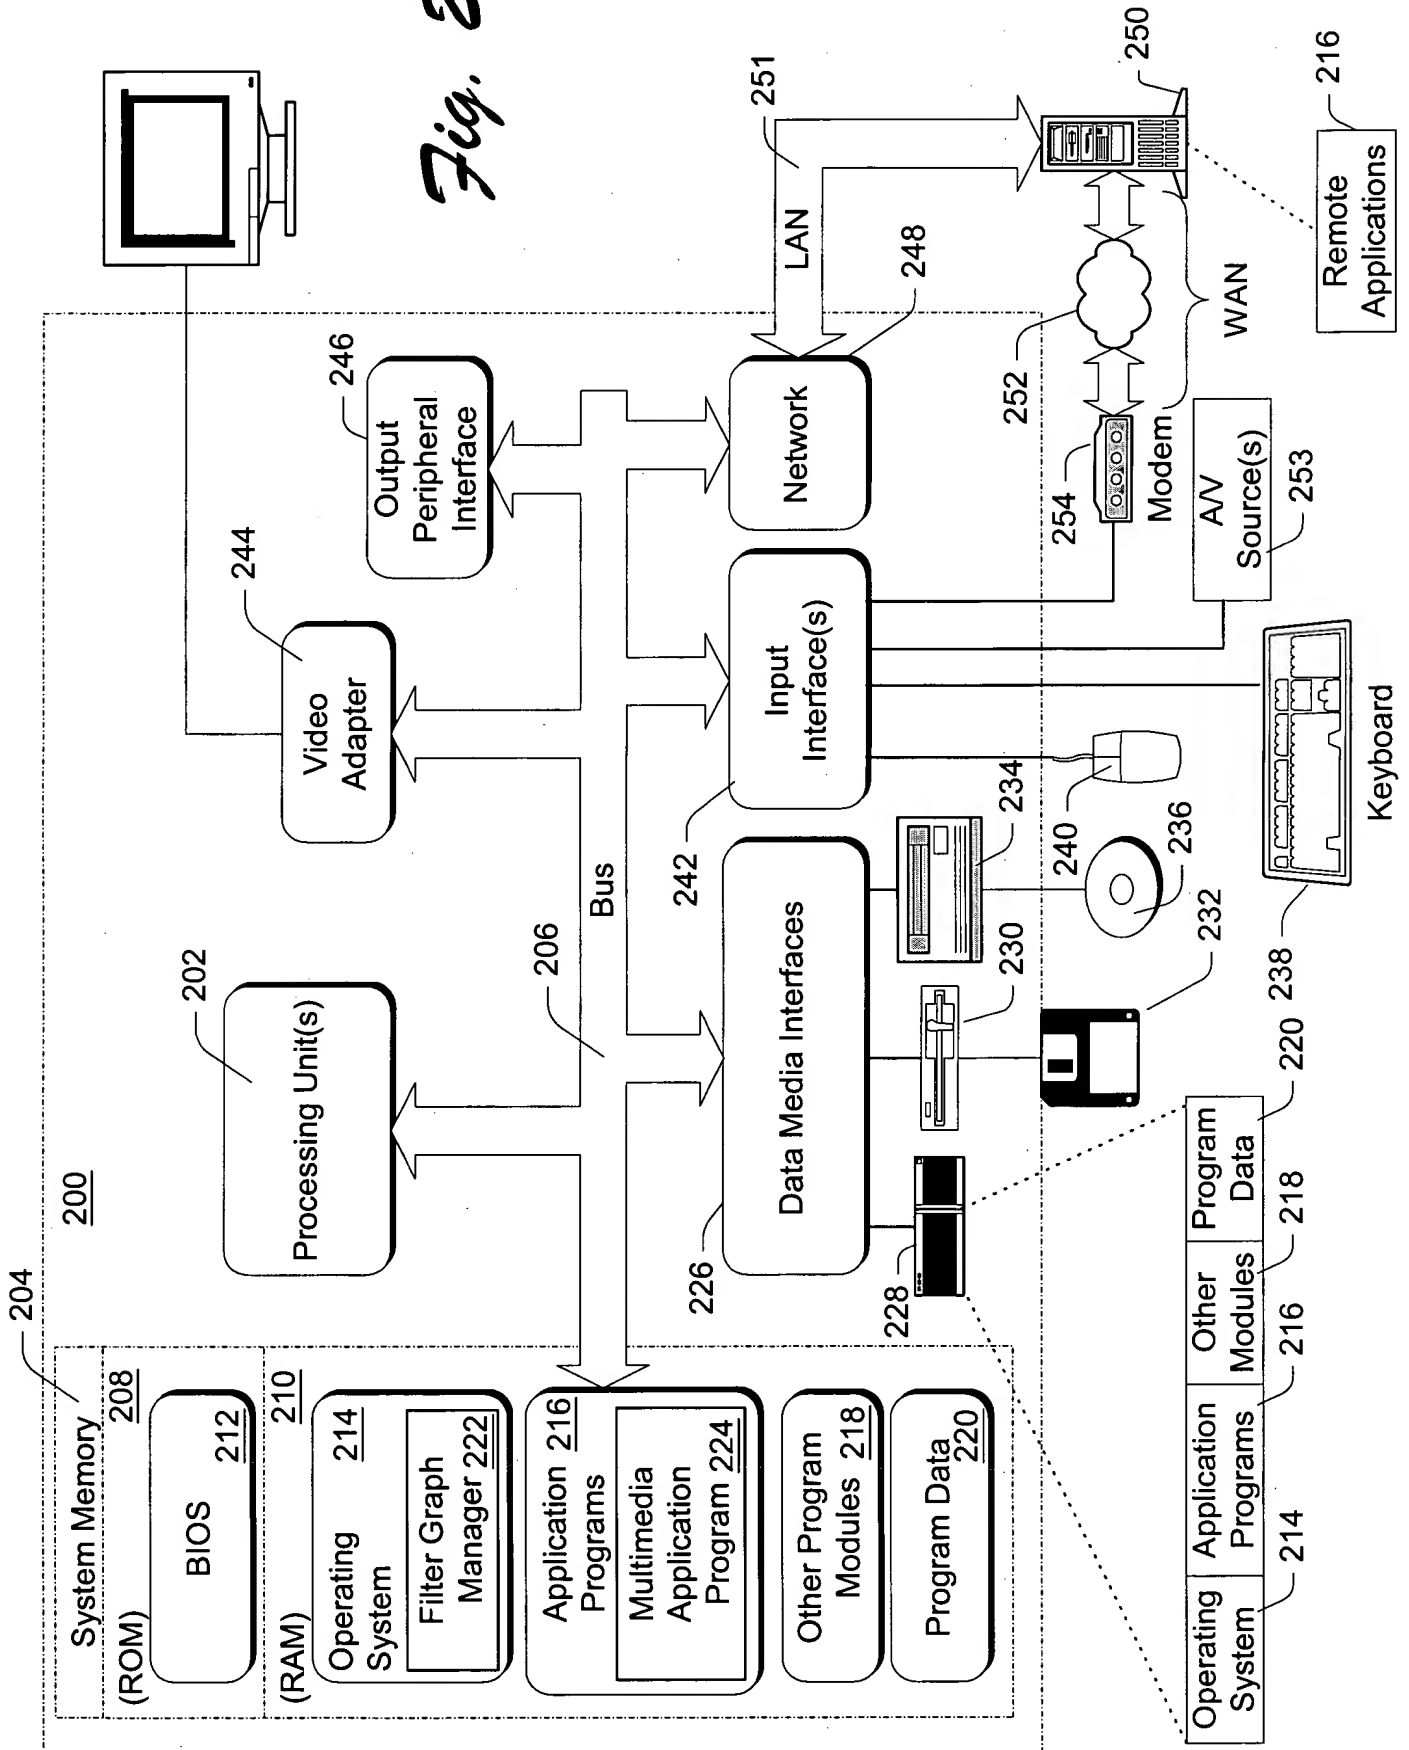 200
204
System Memory
(ROM) 208
BIOS
212
(RAM) 210
Operating
System 214
Filter Graph
Manager 222
Application 216
Programs
Multimedia
Application
Program 224
Other Program
Modules 218
Program Data
220
202
Processing Unit(s)
206
Bus
244
Video
Adapter
246
Output
Peripheral
Interface
226
Data Media Interfaces
242
Input
Interface(s)
Network
248
LAN
251
228
230
234
240
236
232
254
Modem
252
WAN
250
A/V
Source(s)
253
238
Keyboard
Remote
Applications
216
Operating
System
214
Application
Programs
216
Other
Modules
218
Program
Data
220